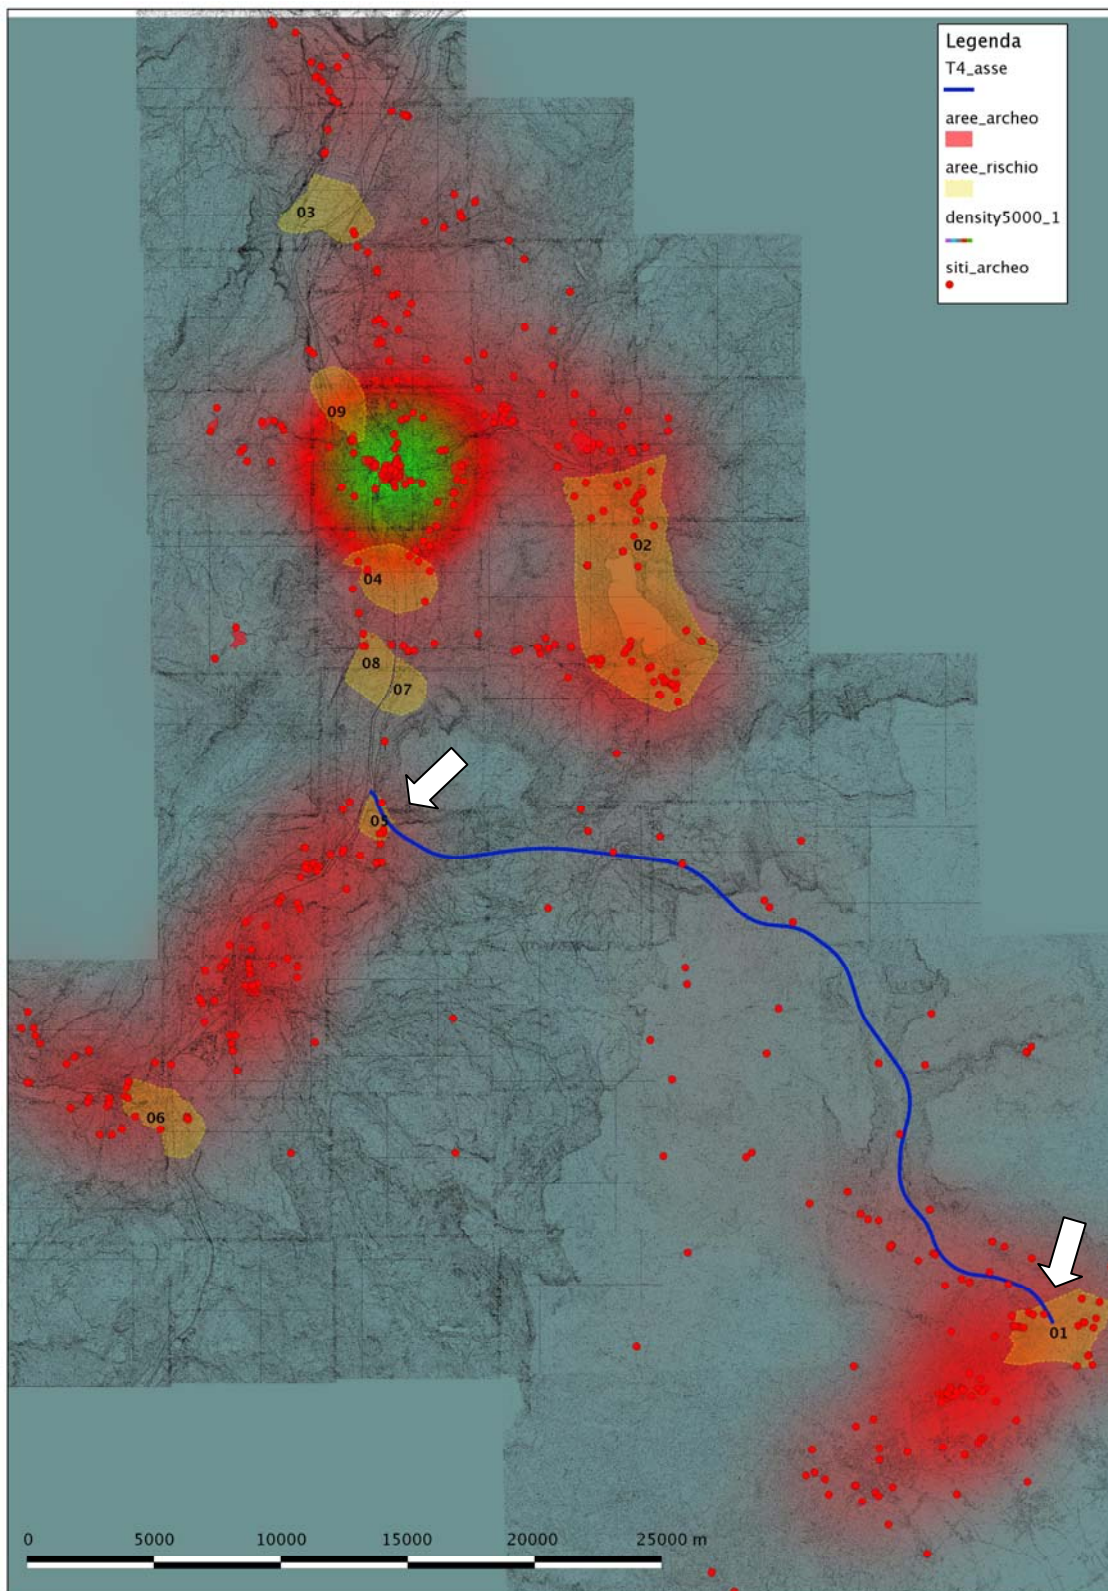 Legenda
T4_asse
aree_archeo
aree_rischio
density5000_1
siti_archeo
03
09
02
04
08
07
05
06
01
0 5000 10000 15000 20000 25000 m